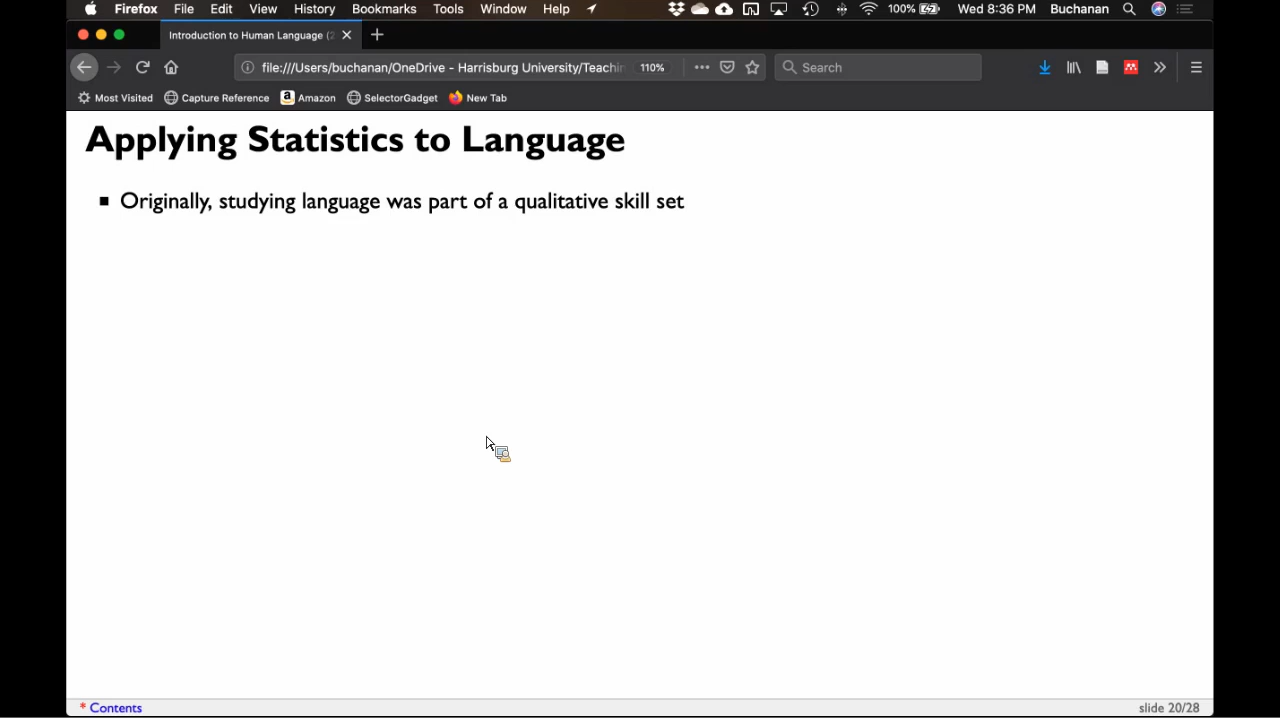 Firefox File Edit View History Bookmarks Tools Window Help 100% Wed 8:36 PM Buchanan
Introduction to Human Language (2
file:///Users/buchanan/OneDrive - Harrisburg University/Teachin 110% Search
Most Visited Capture Reference Amazon SelectorGadget New Tab
Applying Statistics to Language
Originally, studying language was part of a qualitative skill set
* Contents slide 20/28